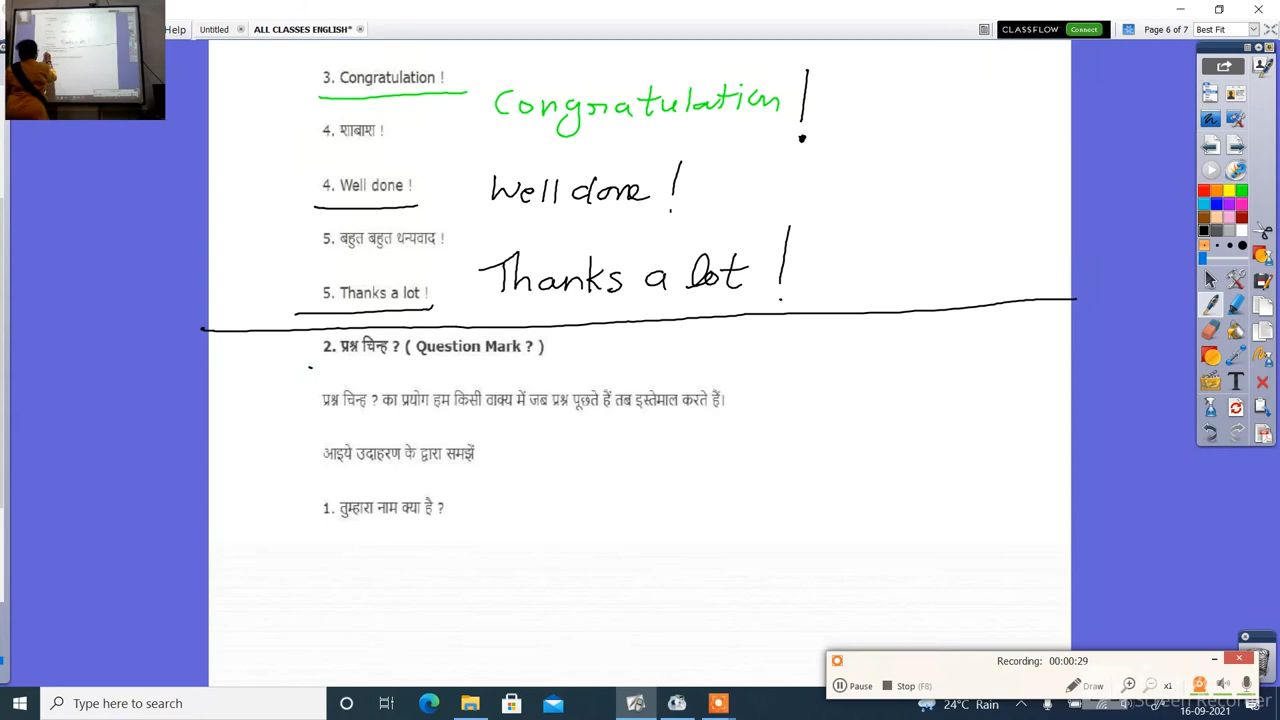 Help
Untitled
ALL CLASSES ENGLISH*
CLASSFLOW
Connect
Page 6 of 7
Best Fit
3. Congratulation !
Congratulation !
4. शाबाश !
4. Well done !
Well done !
5. बहुत बहुत धन्यवाद !
5. Thanks a lot !
Thanks a lot !
2. प्रश्न चिन्ह ? ( Question Mark ? )
प्रश्न चिन्ह ? का प्रयोग हम किसी वाक्य में जब प्रश्न पूछते हैं तब इस्तेमाल करते हैं।
आइये उदाहरण के द्वारा समझें
1. तुम्हारा नाम क्या है ?
Recording: 00:00:29
Pause
Stop (F8)
Draw
x1
Screen Recorder
Type here to search
24°C Rain
16-09-2021